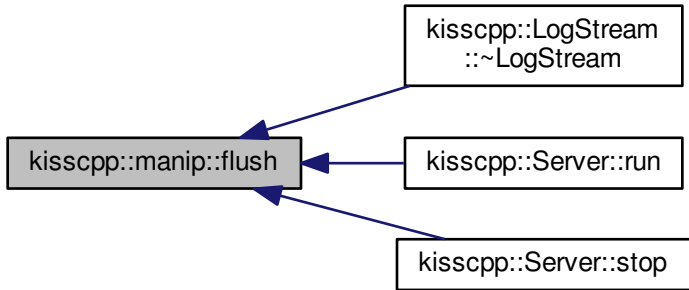 kisscpp::LogStream
::~LogStream
kisscpp::manip::flush
kisscpp::Server::run
kisscpp::Server::stop